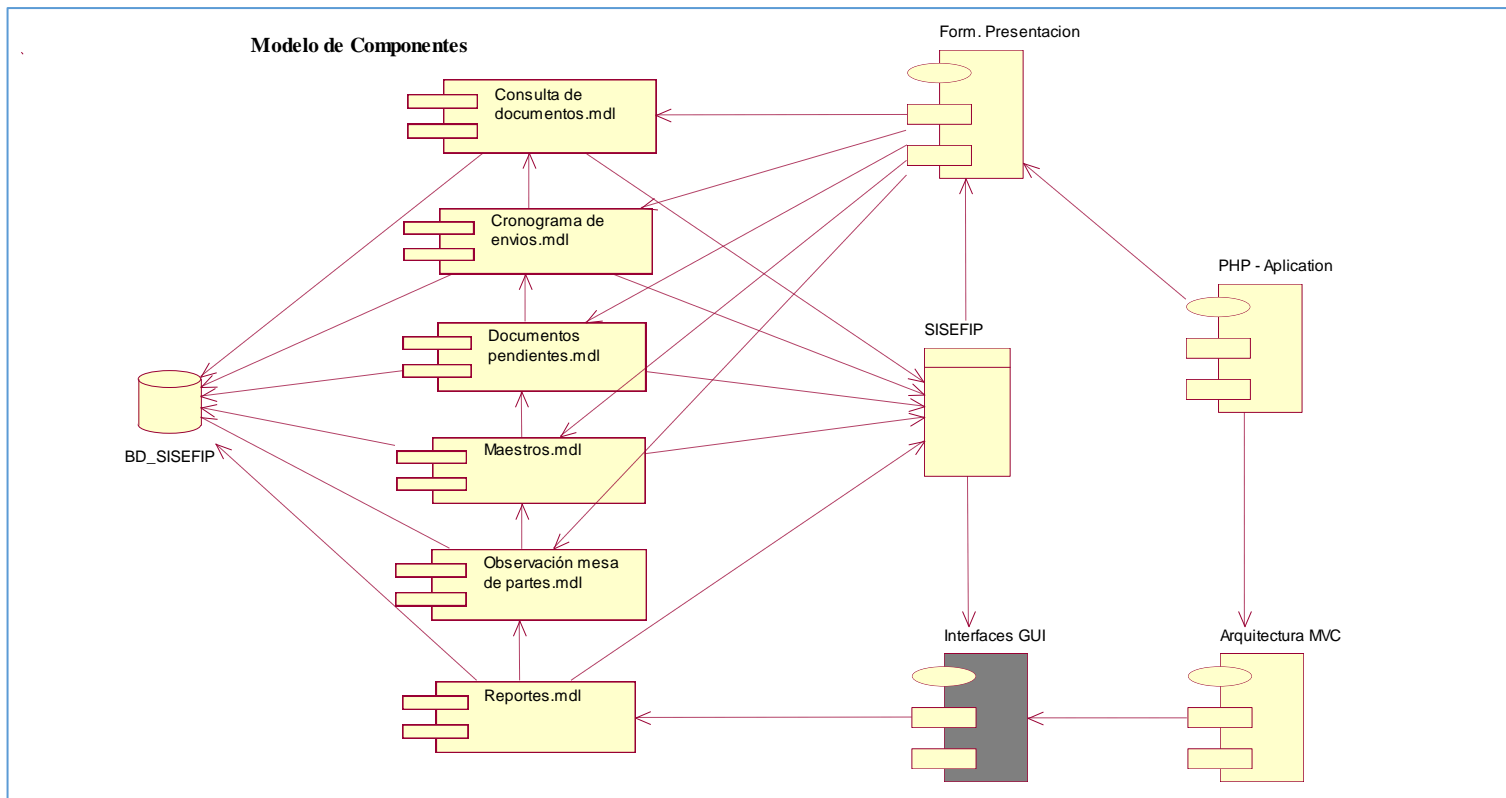 Modelo de Componentes
Form. Presentacion
Consulta de
documentos.mdl
Cronograma de
envios.mdl
PHP - Aplication
Documentos
pendientes.mdl
SISEFIP
BD_SISEFIP
Maestros.mdl
Observación mesa
de partes.mdl
Interfaces GUI
Arquitectura MVC
Reportes.mdl